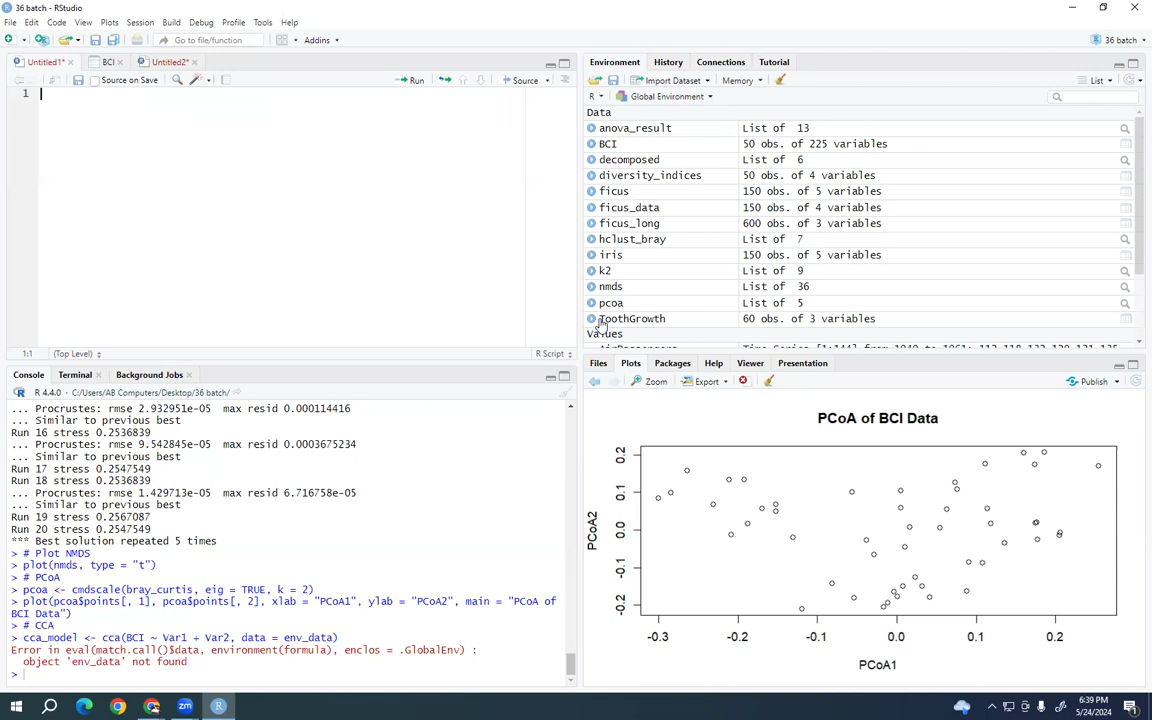 36 batch - RStudio
File Edit Code View Plots Session Build Debug Profile Tools Help
Go to file/function
Addins
36 batch
Untitled1*
BCI
Untitled2*
Source on Save
Run
Source
1
1:1
(Top Level)
R Script
Console
Terminal
Background Jobs
R 4.4.0 · C:/Users/AB Computers/Desktop/36 batch/
... Procrustes: rmse 2.932951e-05 max resid 0.000114416
... Similar to previous best
Run 16 stress 0.2536839
... Procrustes: rmse 9.542845e-05 max resid 0.0003675234
... Similar to previous best
Run 17 stress 0.2547549
Run 18 stress 0.2536839
... Procrustes: rmse 1.429713e-05 max resid 6.716758e-05
... Similar to previous best
Run 19 stress 0.2567087
Run 20 stress 0.2547549
*** Best solution repeated 5 times
> # Plot NMDS
> plot(nmds, type = "t")
> # PCoA
> pcoa <- cmdscale(bray_curtis, eig = TRUE, k = 2)
> plot(pcoa$points[, 1], pcoa$points[, 2], xlab = "PCoA1", ylab = "PCoA2", main = "PCoA of
BCI Data")
> # CCA
> cca_model <- cca(BCI ~ Var1 + Var2, data = env_data)
Error in eval(match.call()$data, environment(formula), enclos = .GlobalEnv) :
object 'env_data' not found
>
Environment History Connections Tutorial
Import Dataset
Memory
List
R
Global Environment
Data
anova_result List of 13
BCI 50 obs. of 225 variables
decomposed List of 6
diversity_indices 50 obs. of 4 variables
ficus 150 obs. of 5 variables
ficus_data 150 obs. of 4 variables
ficus_long 600 obs. of 3 variables
hclust_bray List of 7
iris 150 obs. of 5 variables
k2 List of 9
nmds List of 36
pcoa List of 5
ToothGrowth 60 obs. of 3 variables
Values
Files Plots Packages Help Viewer Presentation
Zoom
Export
Publish
PCoA of BCI Data
PCoA2
0.2
0.1
0.0
-0.1
-0.2
-0.3 -0.2 -0.1 0.0 0.1 0.2
PCoA1
6:39 PM
5/24/2024